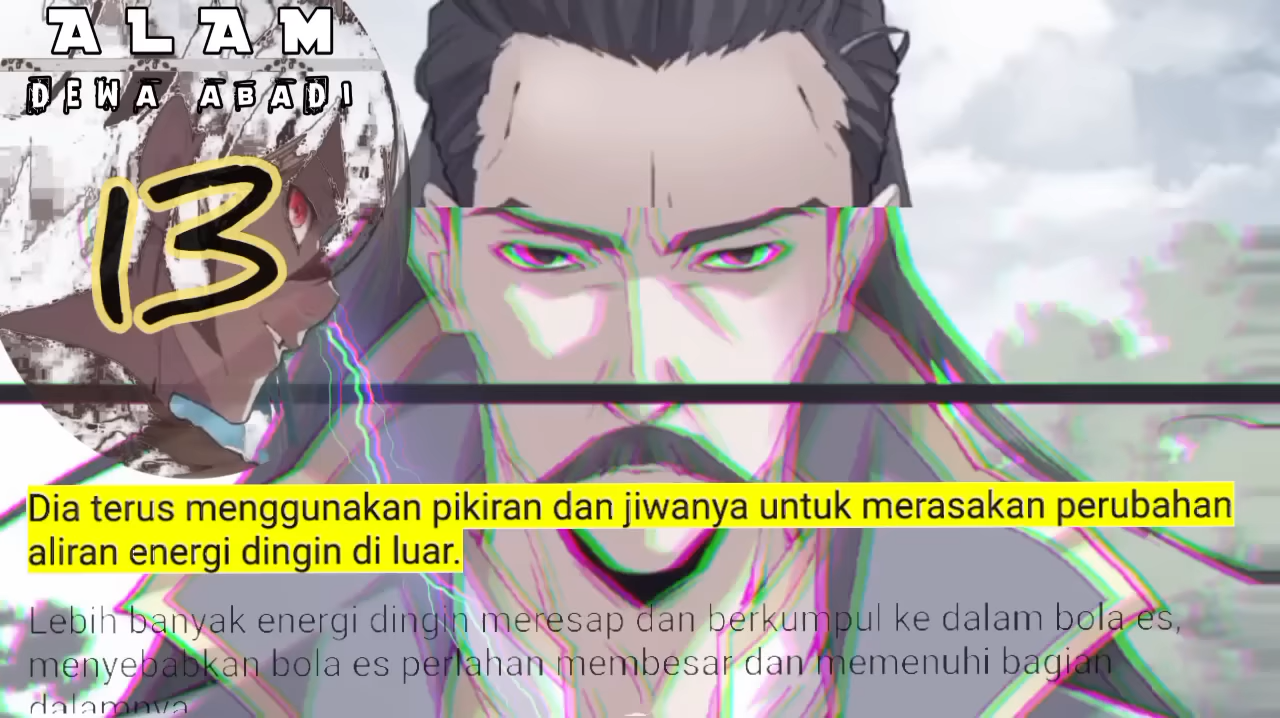 ALAM
DEWA ABADI
13
Dia terus menggunakan pikiran dan jiwanya untuk merasakan perubahan
aliran energi dingin di luar.
Lebih banyak energi dingin meresap dan berkumpul ke dalam bola es,
menyebabkan bola es perlahan membesar dan memenuhi bagian
dalamnya